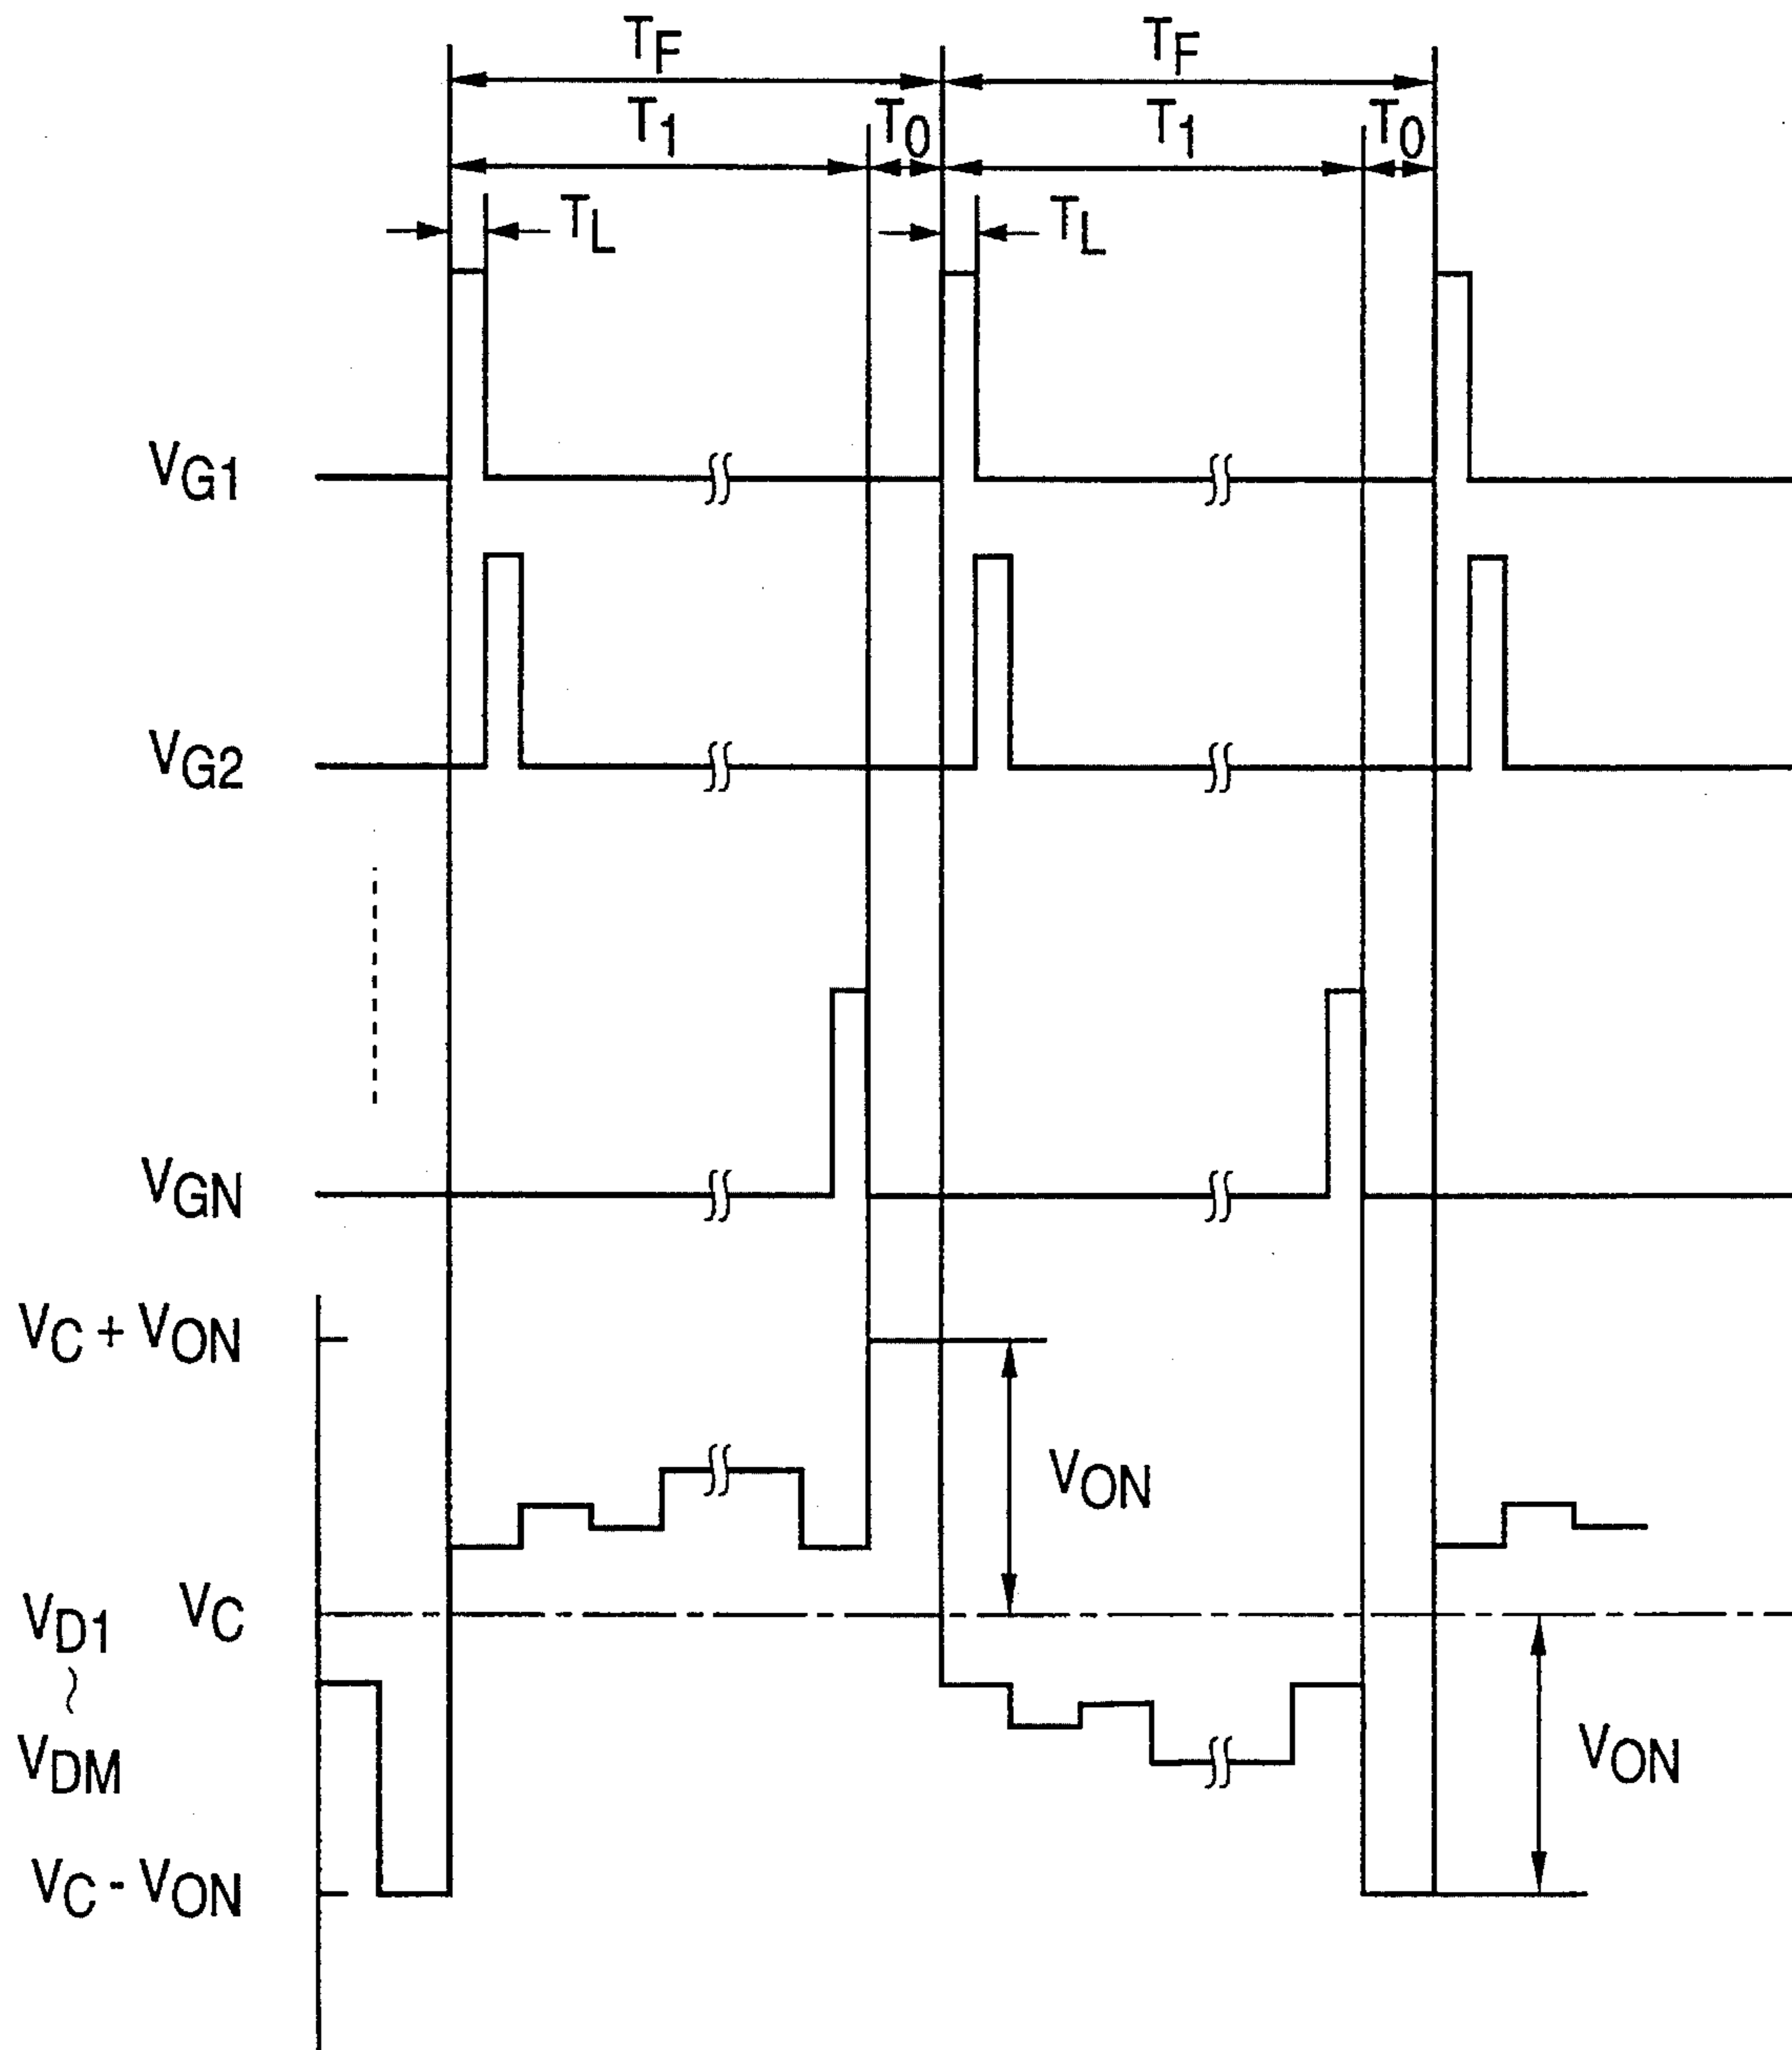 TF TF
T1 T0 T1 T0
TL TL
VG1
VG2
VGN
VC + VON
VON
VD1 VC
~
VDM
VON
VC - VON